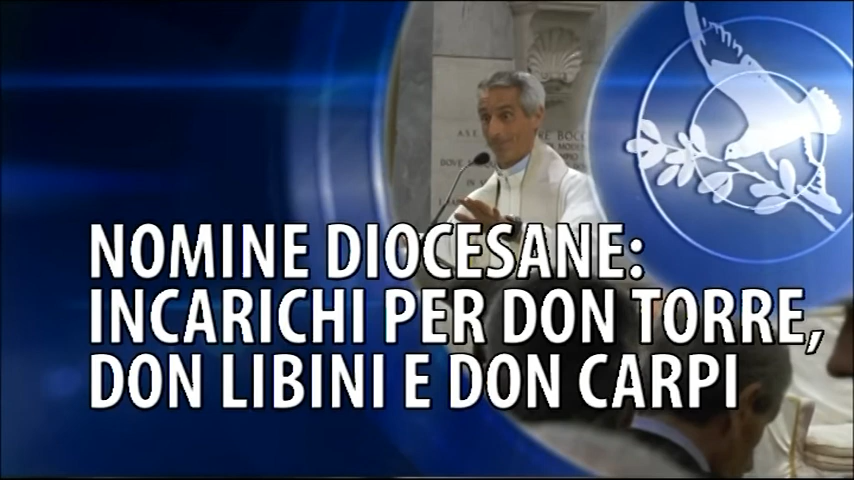 NOMINE DIOCESANE:
INCARICHI PER DON TORRE,
DON LIBINI E DON CARPI